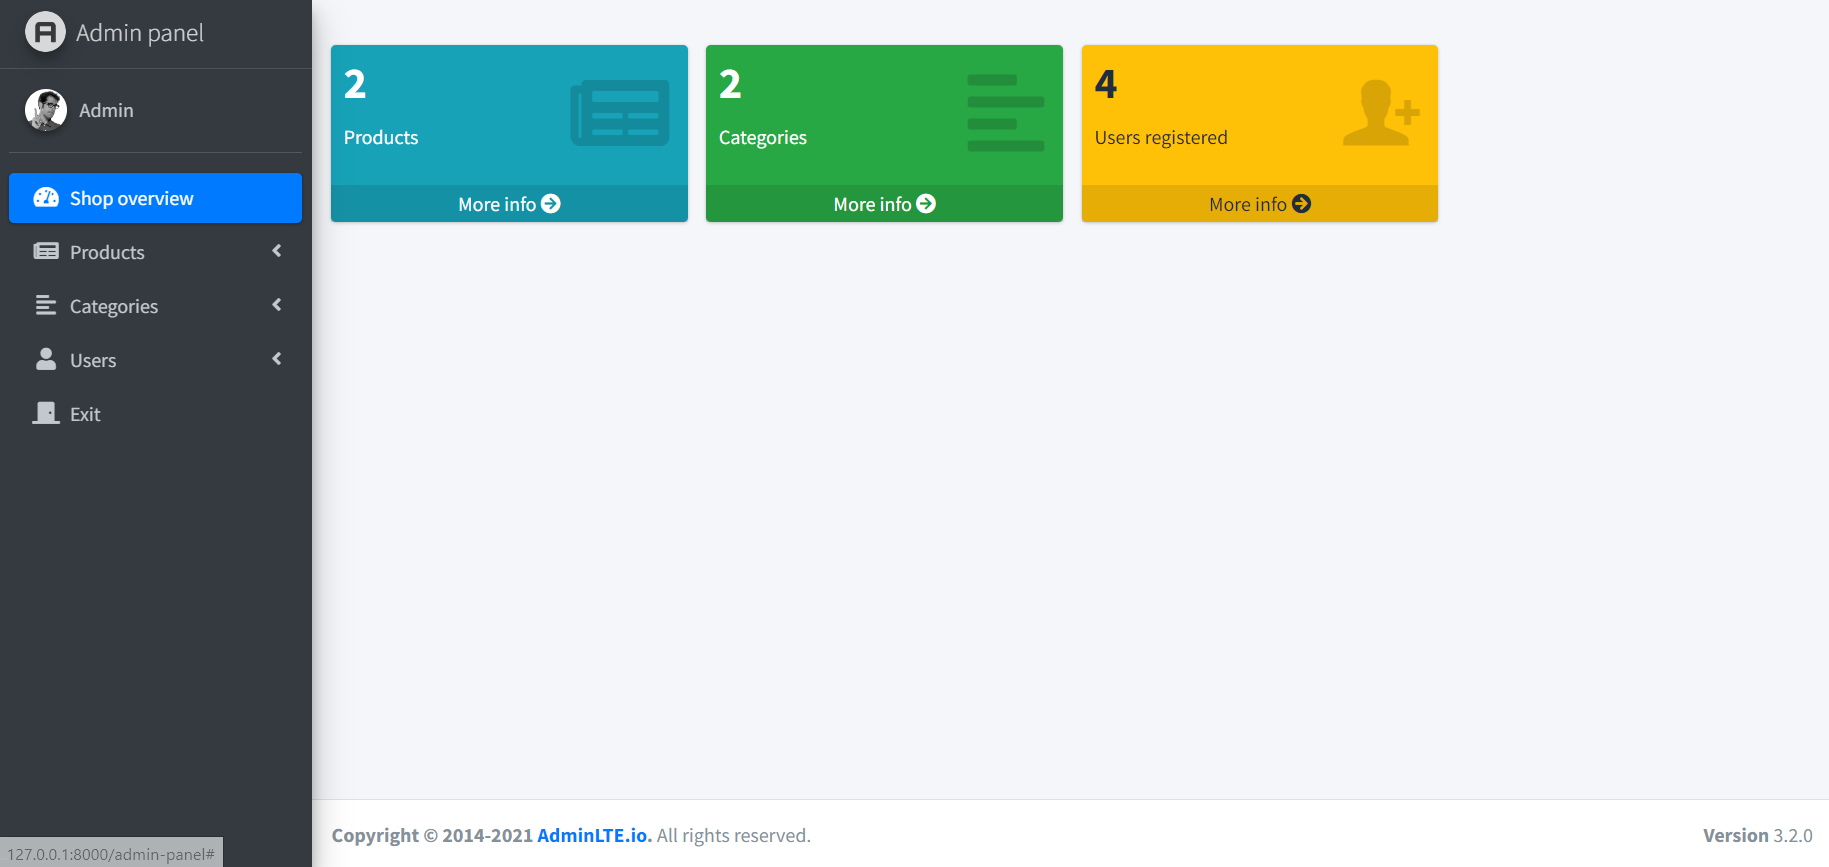 Admin panel
Admin
Shop overview
Products
Categories
Users
Exit
2
Products
More info
2
Categories
More info
4
Users registered
More info
Copyright © 2014-2021 AdminLTE.io. All rights reserved.
Version 3.2.0
127.0.0.1:8000/admin-panel#